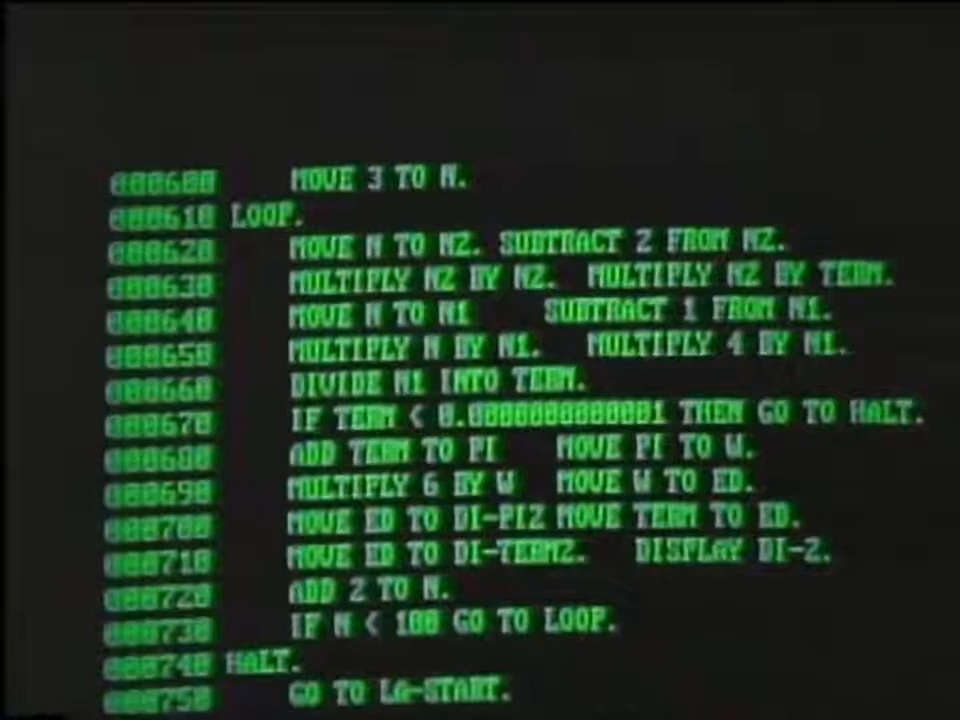 000600 MOVE 3 TO N.
000610 LOOP.
000620 MOVE N TO N2. SUBTRACT 2 FROM N2.
000630 MULTIPLY N2 BY N2. MULTIPLY N2 BY TERM.
000640 MOVE N TO N1 SUBTRACT 1 FROM N1.
000650 MULTIPLY N BY N1. MULTIPLY 4 BY N1.
000660 DIVIDE N1 INTO TERM.
000670 IF TERM < 0.0000000000001 THEN GO TO HALT.
000680 ADD TERM TO PI MOVE PI TO W.
000690 MULTIPLY 6 BY W MOVE W TO ED.
000700 MOVE ED TO DI-PI2 MOVE TERM TO ED.
000710 MOVE ED TO DI-TERM2. DISPLAY DI-2.
000720 ADD 2 TO N.
000730 IF N < 100 GO TO LOOP.
000740 HALT.
000750 GO TO LA-START.